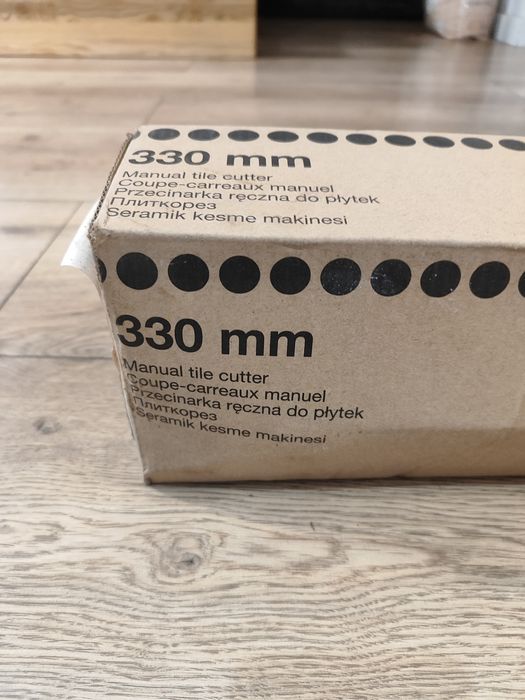 330 mm
Manual tile cutter
Coupe-carreaux manuel
Przecinarka ręczna do płytek
Плиткорез
Seramik kesme makinesi
330 mm
Manual tile cutter
Coupe-carreaux manuel
Przecinarka ręczna do płytek
Плиткорез
Seramik kesme makinesi